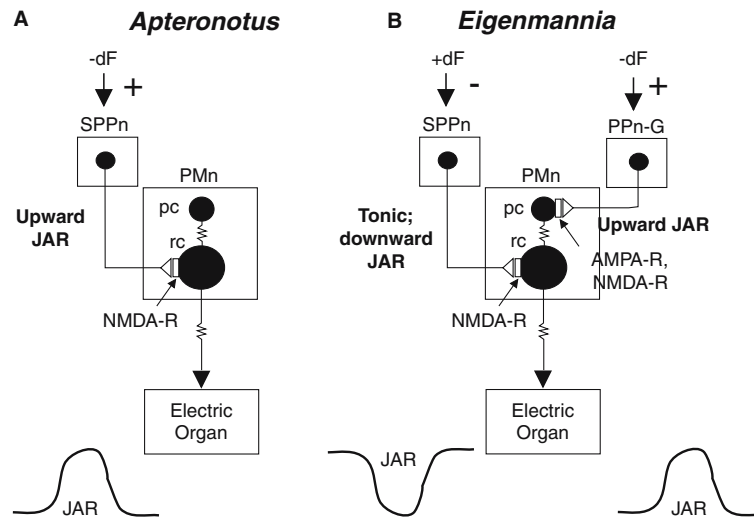 A
Apteronotus
-dF
+
SPPn
PMn
pc
rc
Upward
JAR
NMDA-R
Electric
Organ
JAR
B
Eigenmannia
+dF
-
SPPn
-dF
+
PPn-G
PMn
pc
rc
Tonic;
downward
JAR
Upward JAR
AMPA-R,
NMDA-R
NMDA-R
Electric
Organ
JAR
JAR